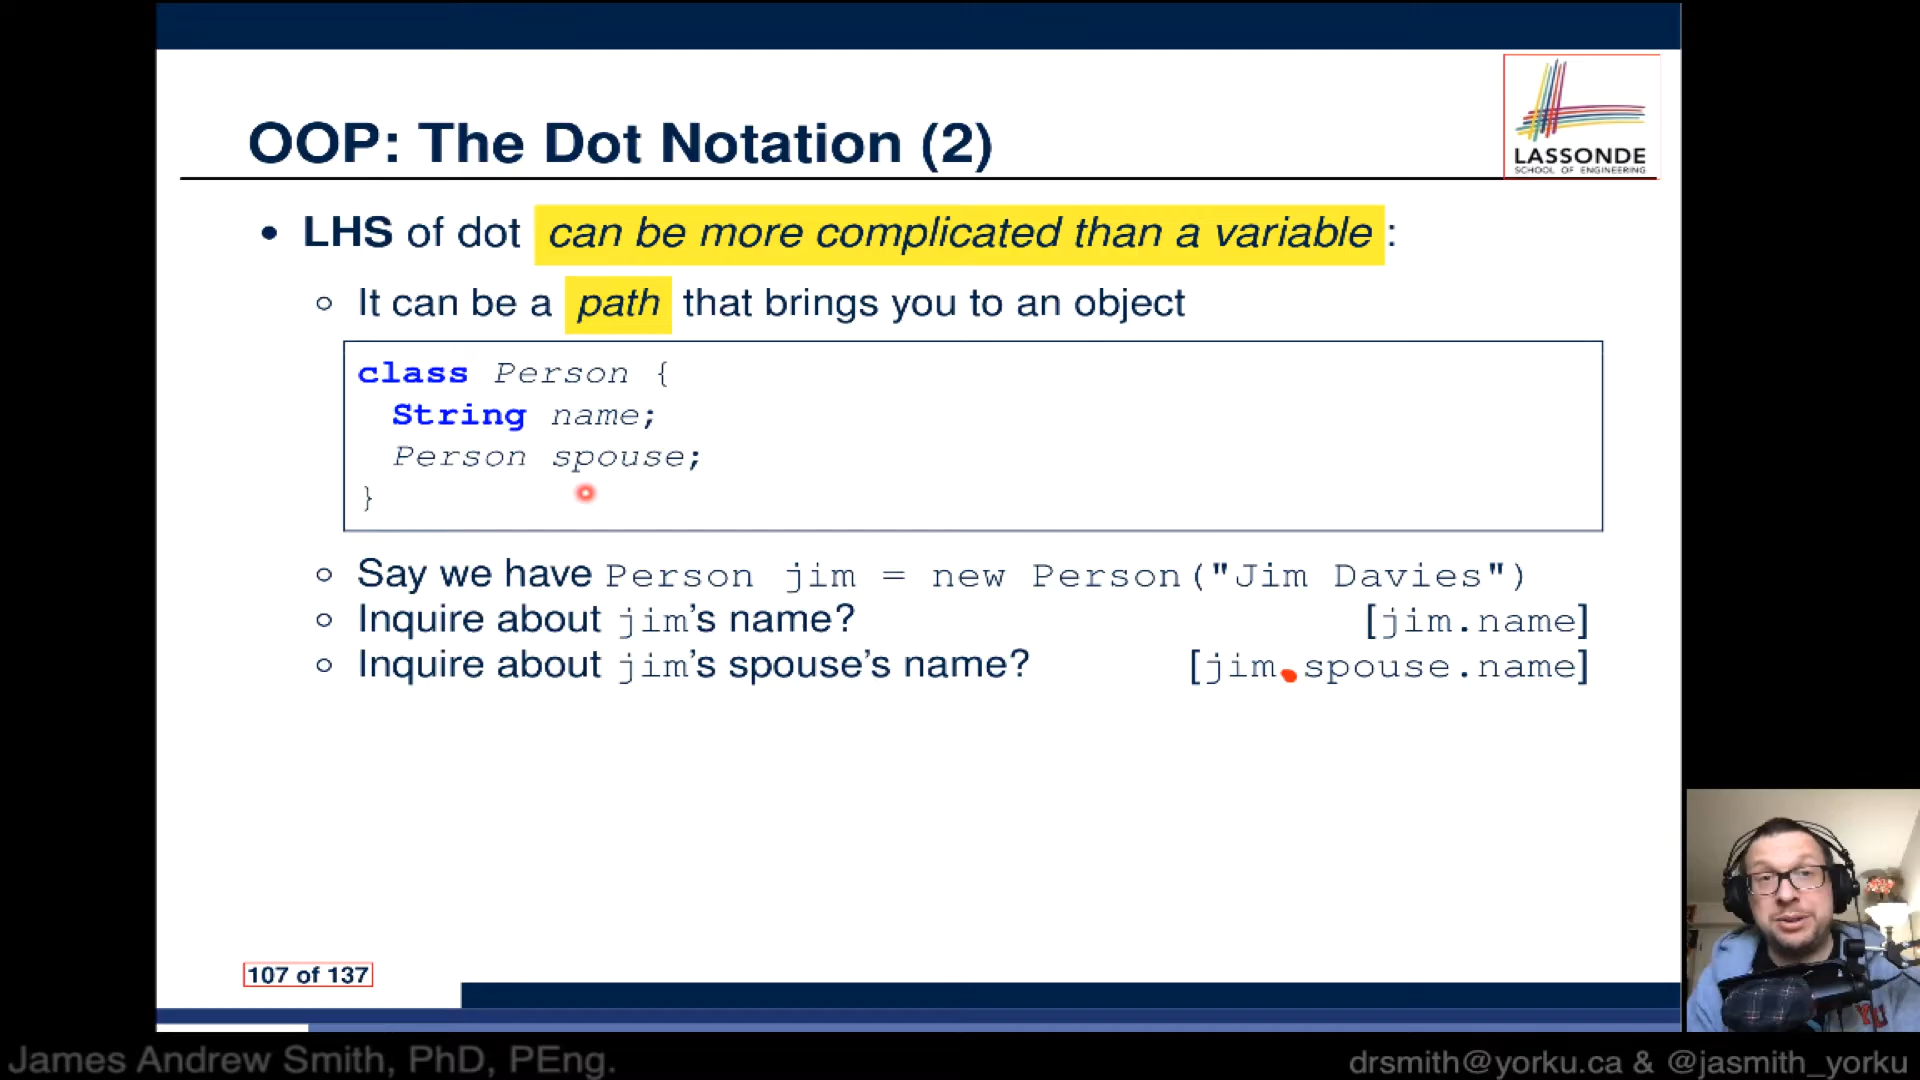 LASSONDE
SCHOOL OF ENGINEERING
OOP: The Dot Notation (2)
• LHS of dot can be more complicated than a variable :
○ It can be a path that brings you to an object
class Person {
String name;
Person spouse;
}
○ Say we have Person jim = new Person("Jim Davies")
○ Inquire about jim’s name? [jim.name]
○ Inquire about jim’s spouse’s name? [jim.spouse.name]
107 of 137
James Andrew Smith, PhD, PEng.
drsmith@yorku.ca & @jasmith_yorku